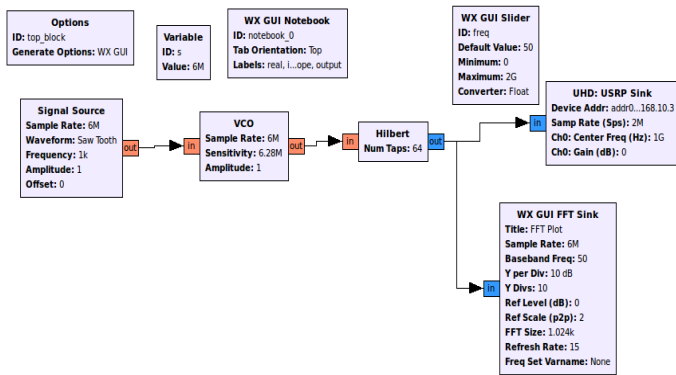 Options
ID: top_block
Generate Options: WX GUI
Variable
ID: s
Value: 6M
WX GUI Notebook
ID: notebook_0
Tab Orientation: Top
Labels: real, i...ope, output
WX GUI Slider
ID: freq
Default Value: 50
Minimum: 0
Maximum: 2G
Converter: Float
Signal Source
Sample Rate: 6M
Waveform: Saw Tooth
Frequency: 1k
Amplitude: 1
Offset: 0
out
in
VCO
Sample Rate: 6M
Sensitivity: 6.28M
Amplitude: 1
out
in
Hilbert
Num Taps: 64
out
in
UHD: USRP Sink
Device Addr: addr0...168.10.3
Samp Rate (Sps): 2M
Ch0: Center Freq (Hz): 1G
Ch0: Gain (dB): 0
in
WX GUI FFT Sink
Title: FFT Plot
Sample Rate: 6M
Baseband Freq: 50
Y per Div: 10 dB
Y Divs: 10
Ref Level (dB): 0
Ref Scale (p2p): 2
FFT Size: 1.024k
Refresh Rate: 15
Freq Set Varname: None